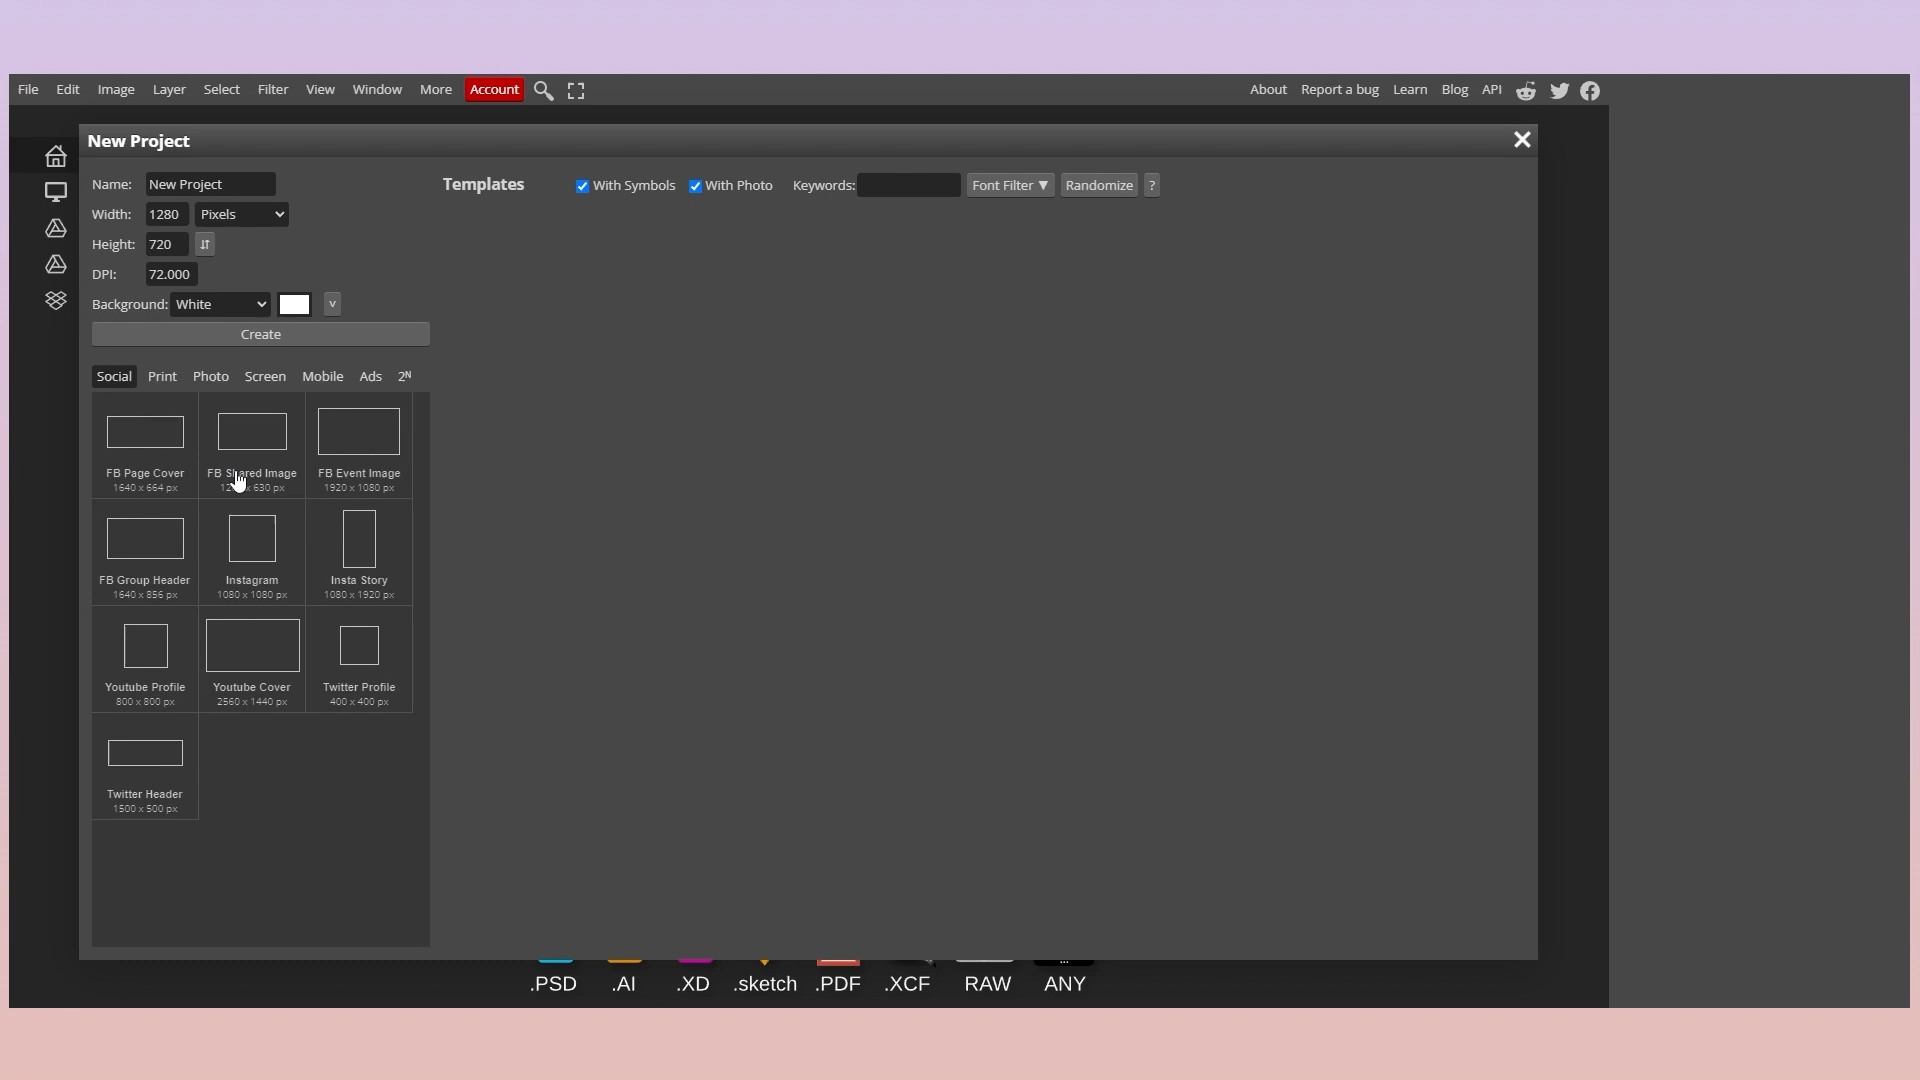 File Edit Image Layer Select Filter View Window More Account About Report a bug Learn Blog API
New Project
Name: New Project
Width: 1280 Pixels
Height: 720
DPI: 72.000
Background: White v
Create
Templates With Symbols With Photo Keywords: Font Filter ▼ Randomize ?
Social Print Photo Screen Mobile Ads 2ᴺ
FB Page Cover FB Shared Image FB Event Image
1640 x 664 px x 630 px 1920 x 1080 px
FB Group Header Instagram Insta Story
1640 x 856 px 1080 x 1080 px 1080 x 1920 px
Youtube Profile Youtube Cover Twitter Profile
800 x 800 px 2560 x 1440 px 400 x 400 px
Twitter Header
1500 x 500 px
.PSD .AI .XD .sketch .PDF .XCF RAW ANY